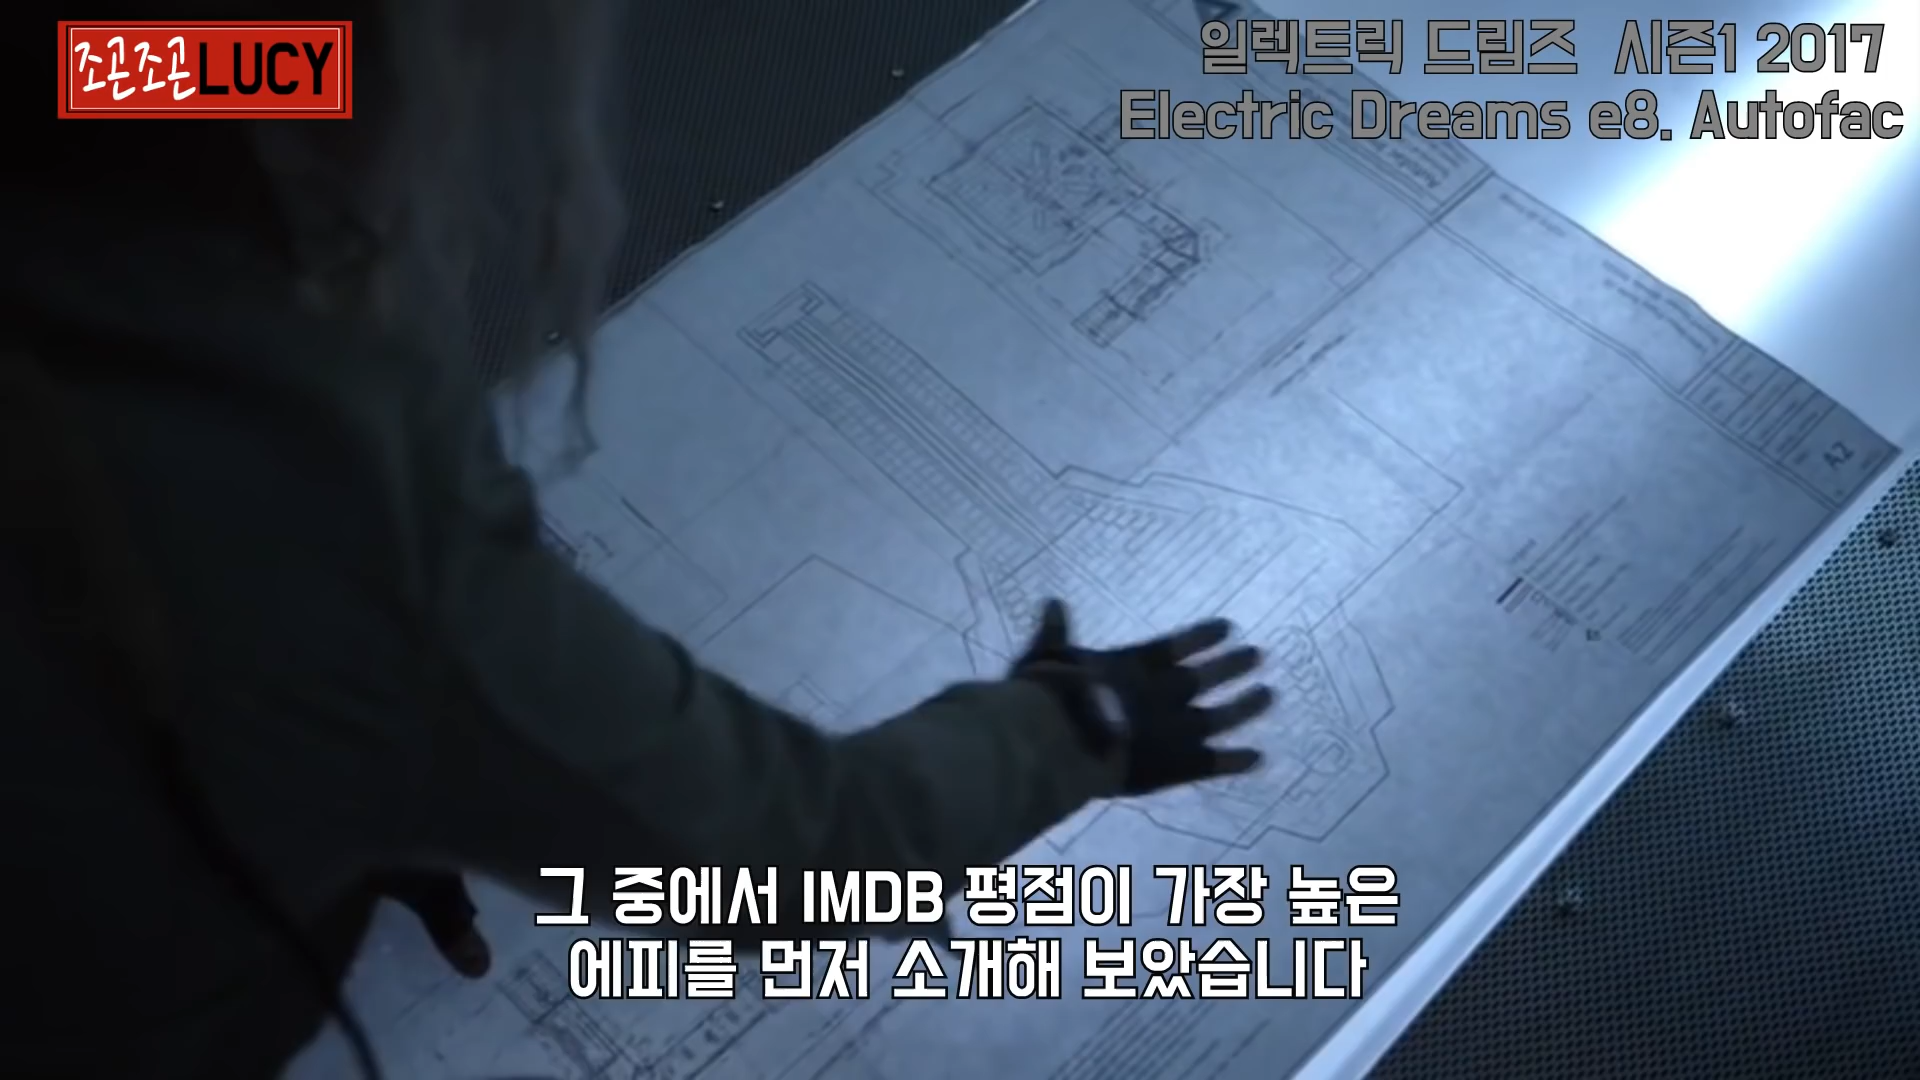 조곤조곤LUCY
일렉트릭 드림즈 시즌1 2017
Electric Dreams e8. Autofac
A2
그 중에서 IMDB 평점이 가장 높은
에피를 먼저 소개해 보았습니다